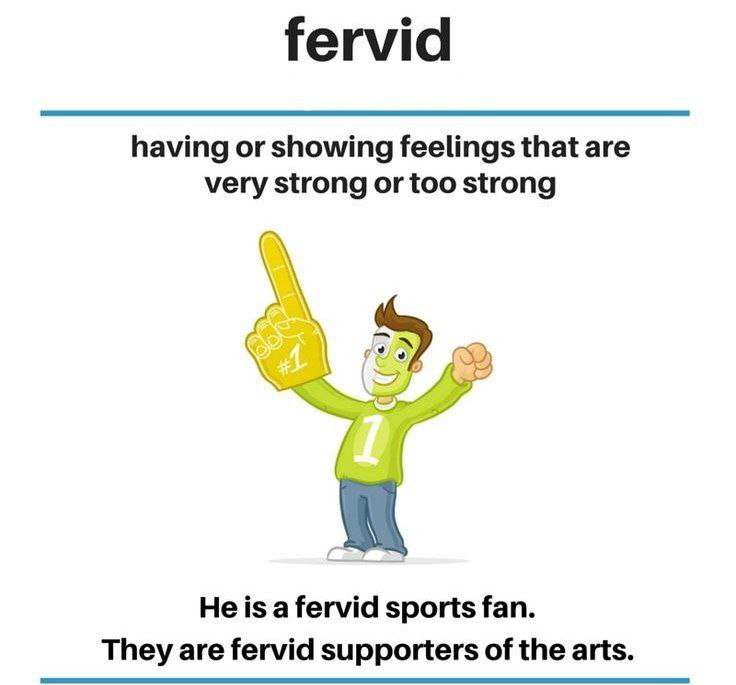 fervid
having or showing feelings that are
very strong or too strong
#1
1
He is a fervid sports fan.
They are fervid supporters of the arts.